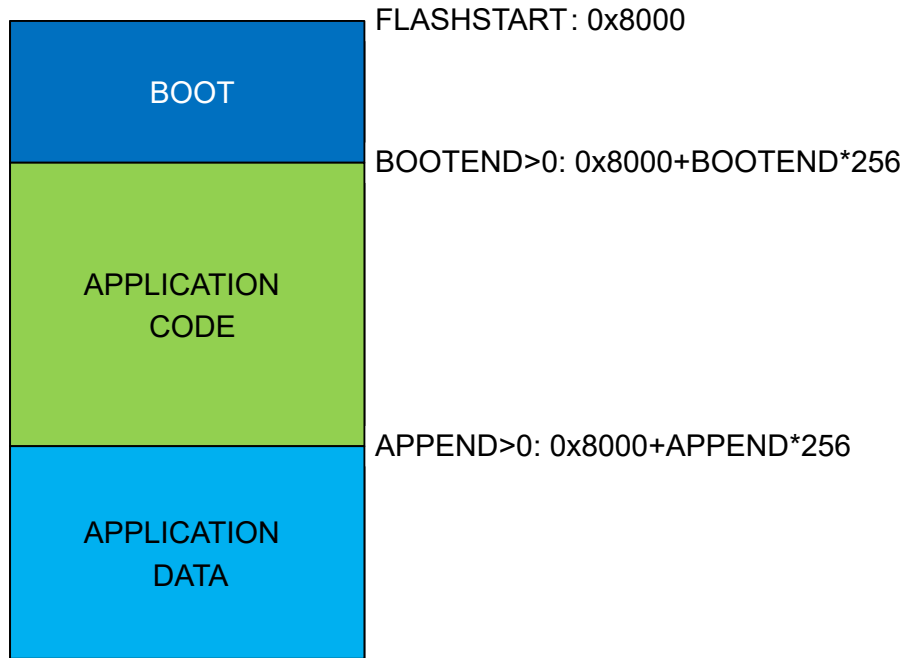 FLASHSTART: 0x8000
BOOT
BOOTEND>0: 0x8000+BOOTEND*256
APPLICATION
CODE
APPEND>0: 0x8000+APPEND*256
APPLICATION
DATA